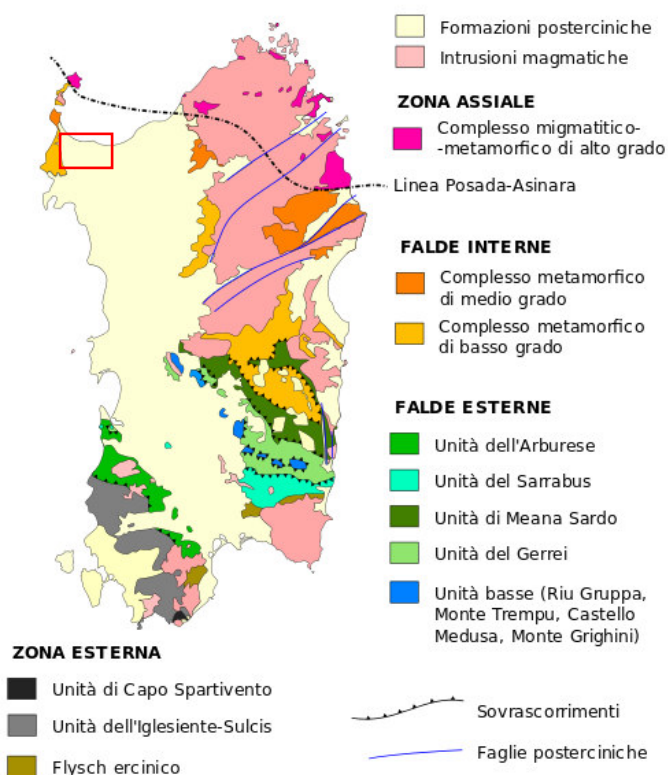 Formazioni posterciniche
Intrusioni magmatiche
ZONA ASSIALE
Complesso migmatitico-
-metamorfico di alto grado
Linea Posada-Asinara
FALDE INTERNE
Complesso metamorfico
di medio grado
Complesso metamorfico
di basso grado
FALDE ESTERNE
Unità dell'Arburese
Unità del Sarrabus
Unità di Meana Sardo
Unità del Gerrei
Unità basse (Riu Gruppa,
Monte Trempu, Castello
Medusa, Monte Grighini)
ZONA ESTERNA
Unità di Capo Spartivento
Unità dell'Iglesiente-Sulcis
Flysch ercinico
Sovrascorrimenti
Faglie posterciniche